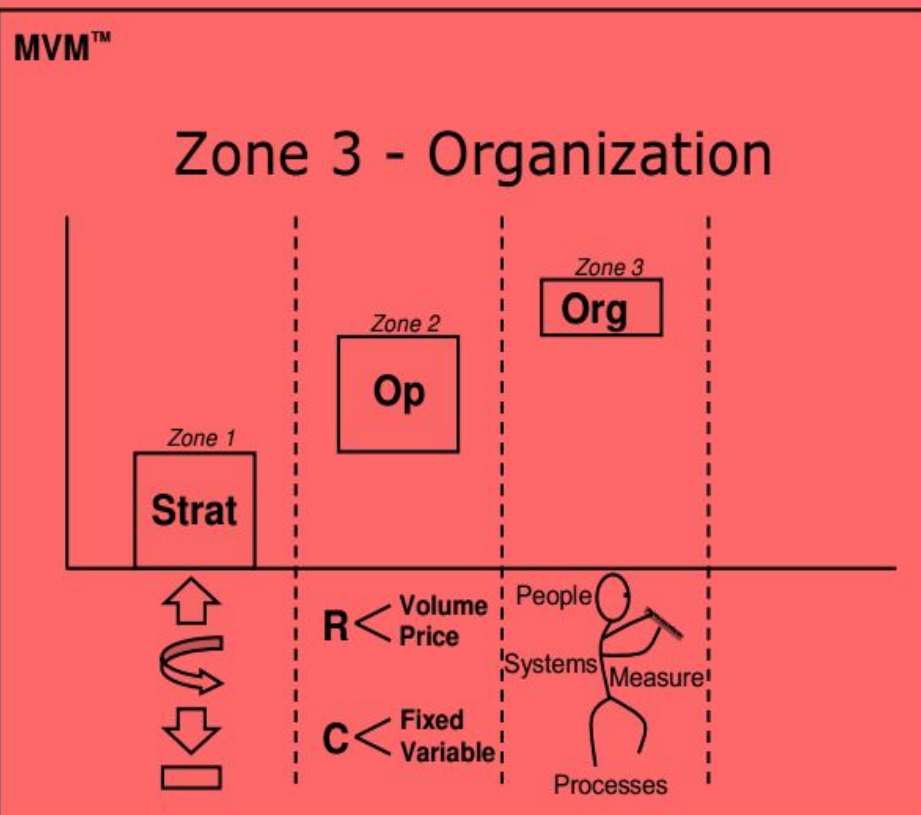 MVM™
Zone 3 - Organization
Zone 3
Org
Zone 2
Op
Zone 1
Strat
R < Volume
Price
C < Fixed
Variable
People
Systems
Measure
Processes